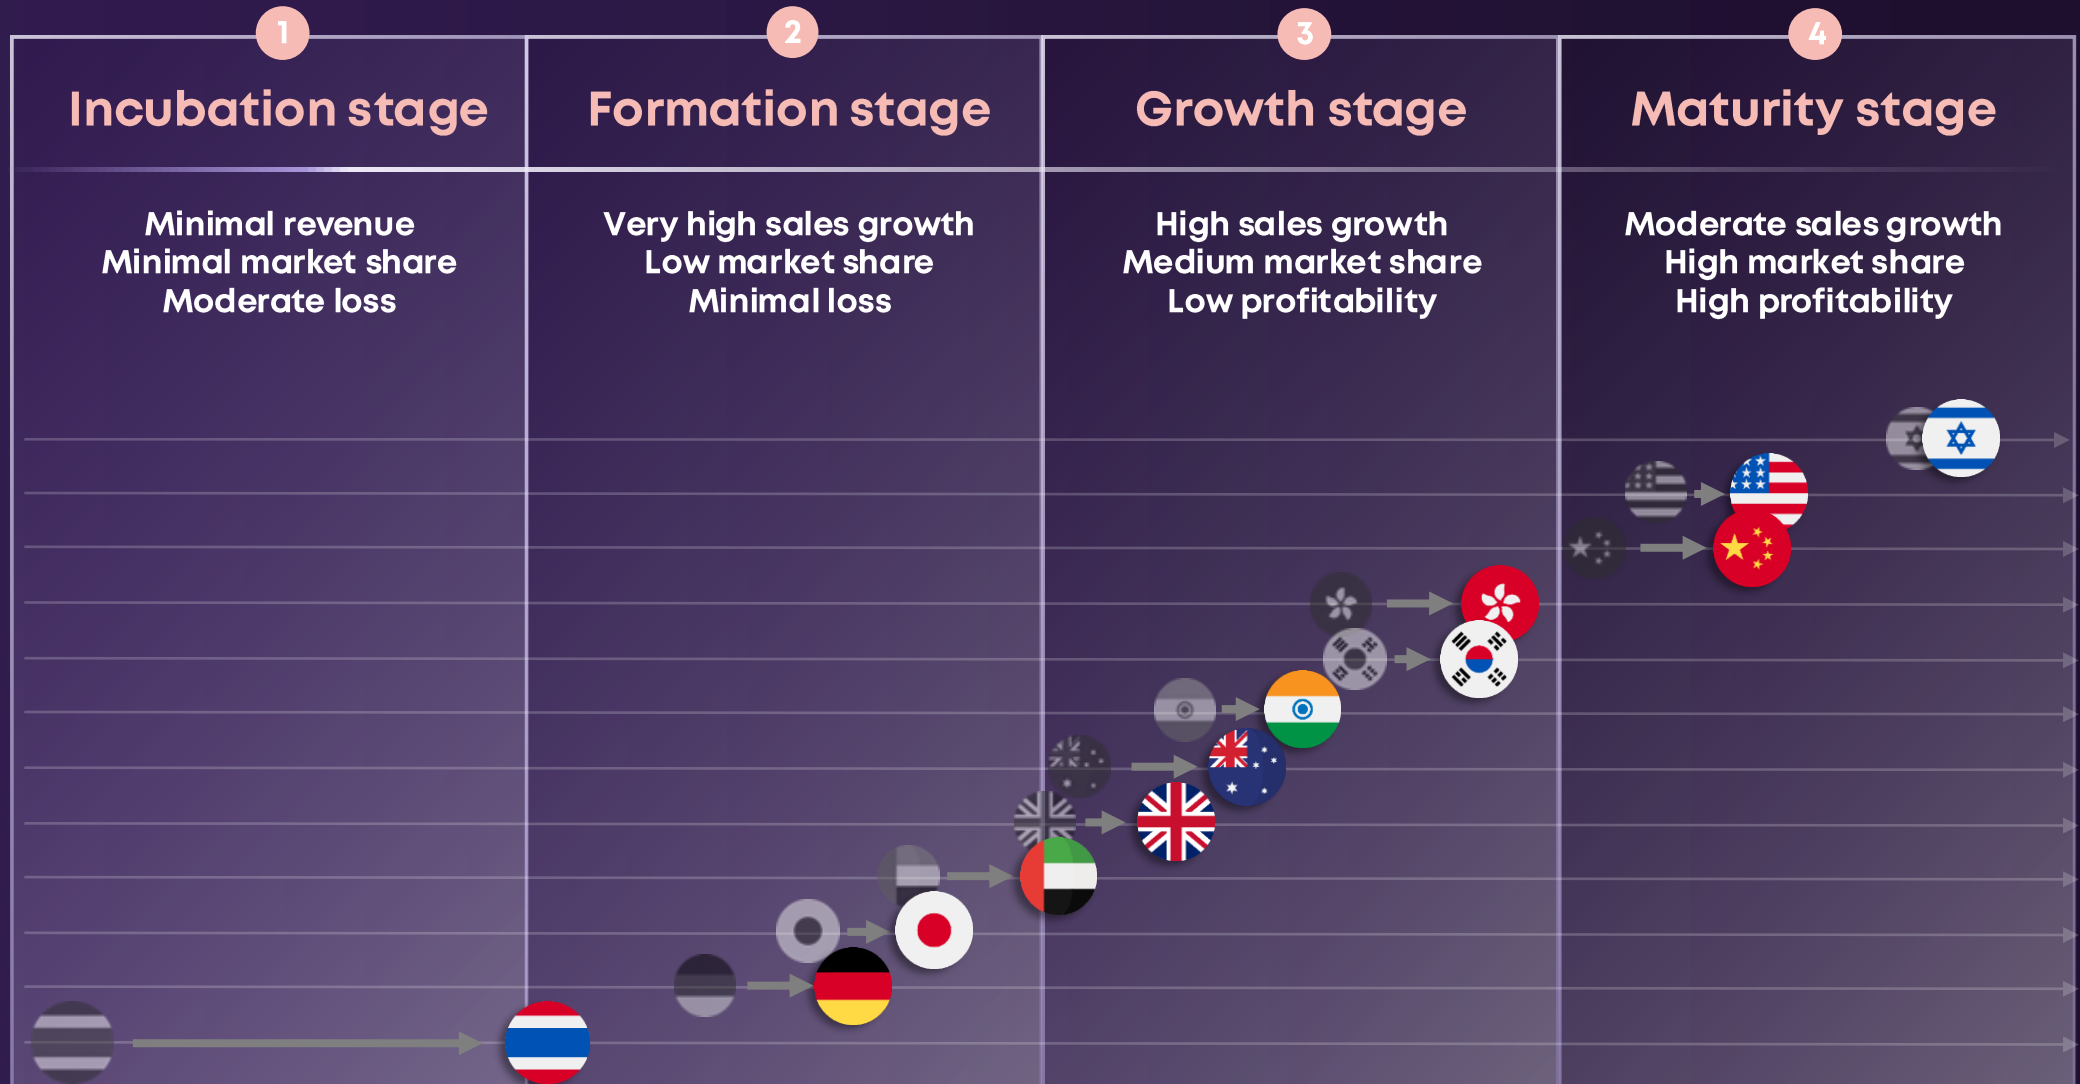 1
Incubation stage
Minimal revenue
Minimal market share
Moderate loss
2
Formation stage
Very high sales growth
Low market share
Minimal loss
3
Growth stage
High sales growth
Medium market share
Low profitability
4
Maturity stage
Moderate sales growth
High market share
High profitability